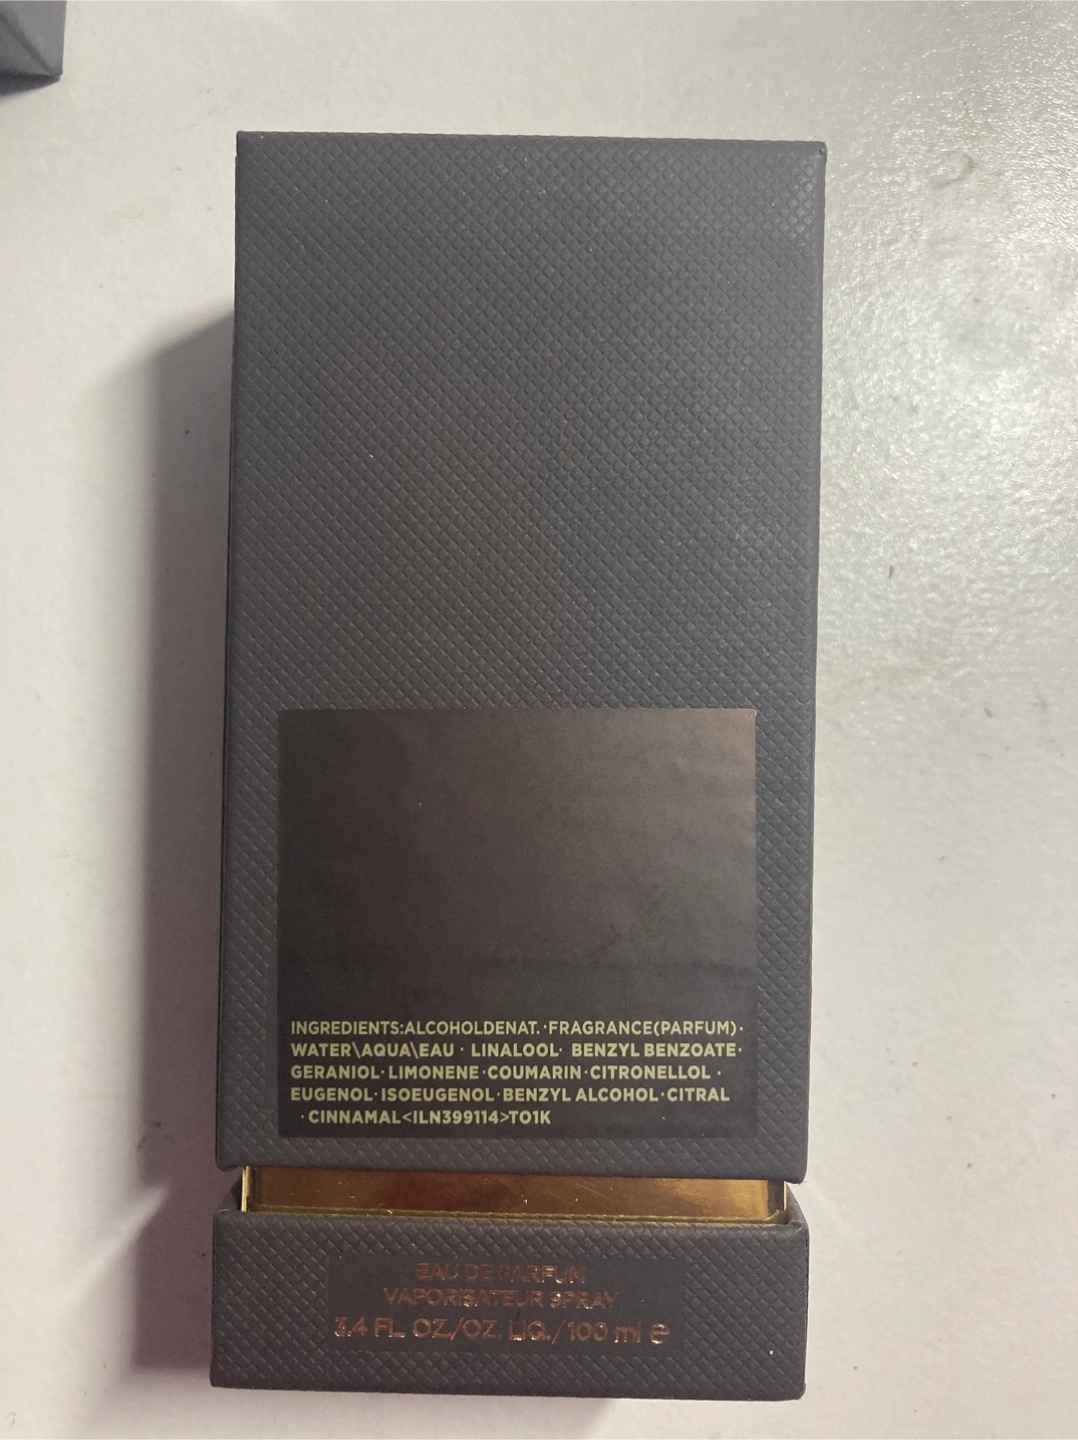 INGREDIENTS:ALCOHOLDENAT.·FRAGRANCE(PARFUM)·
WATER\AQUA\EAU · LINALOOL· BENZYL BENZOATE·
GERANIOL·LIMONENE·COUMARIN·CITRONELLOL ·
EUGENOL·ISOEUGENOL·BENZYL ALCOHOL·CITRAL
·CINNAMAL<ILN399114>TO1K
EAU DE PARFUM
VAPORISATEUR SPRAY
3.4 FL. OZ./OZ. LIQ./100 ml ℮